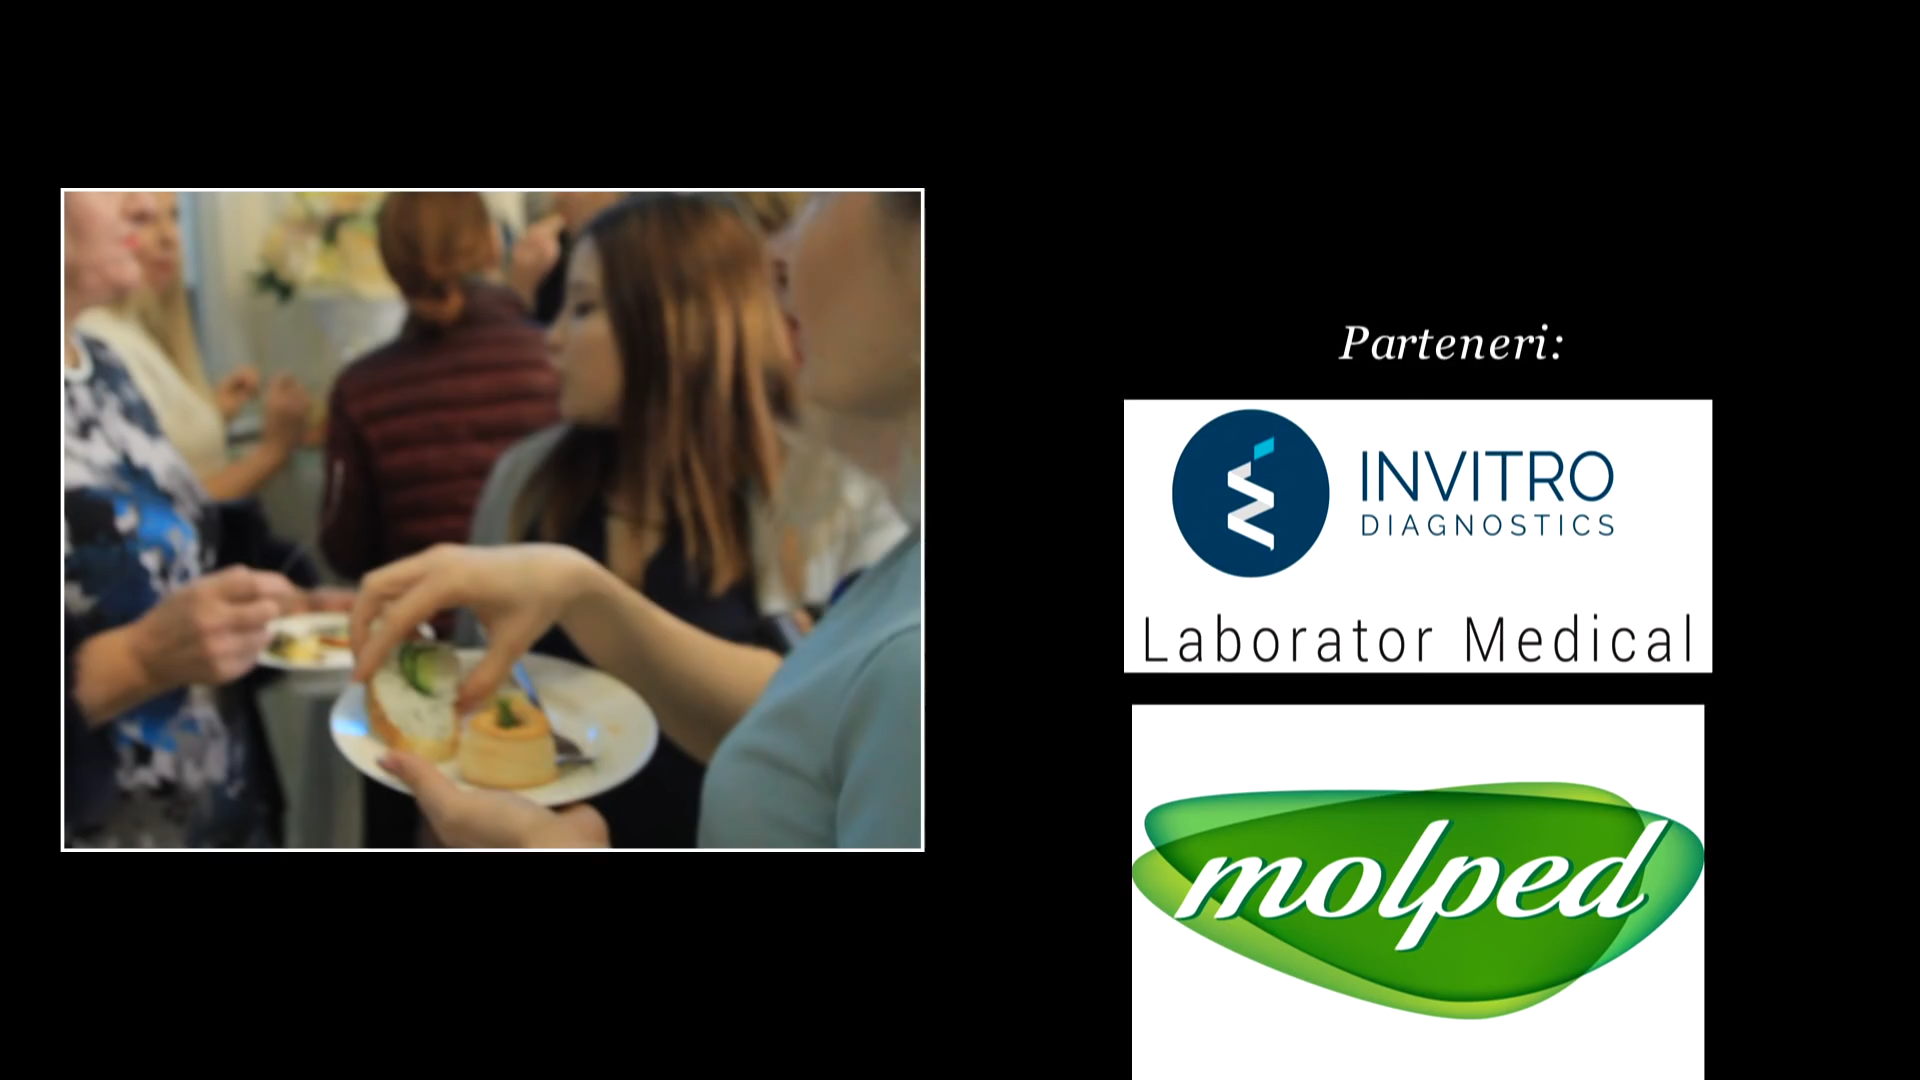 Parteneri:
INVITRO
DIAGNOSTICS
Laborator Medical
molped